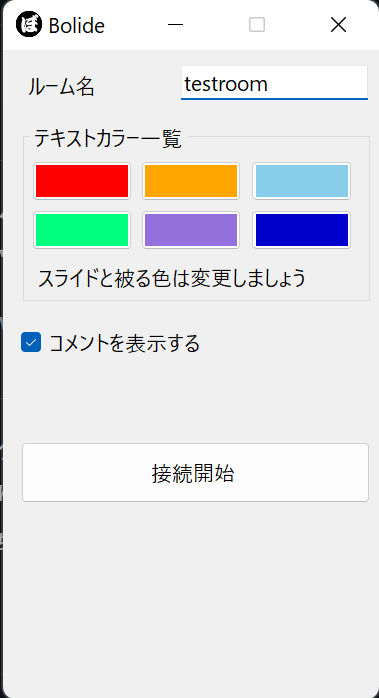 ぼ Bolide
ルーム名 testroom
テキストカラー一覧
スライドと被る色は変更しましょう
コメントを表示する
接続開始